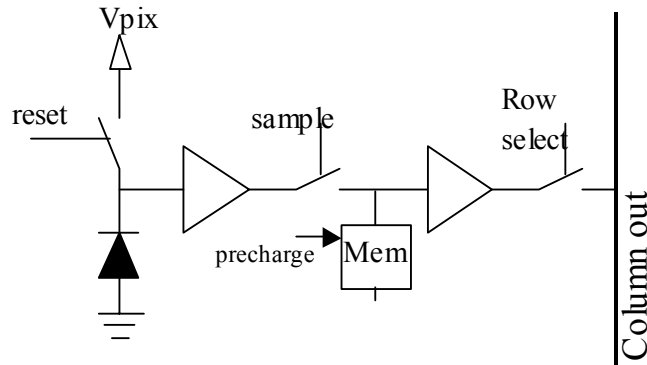 Vpix
reset
sample
Row
select
precharge
Mem
Column out